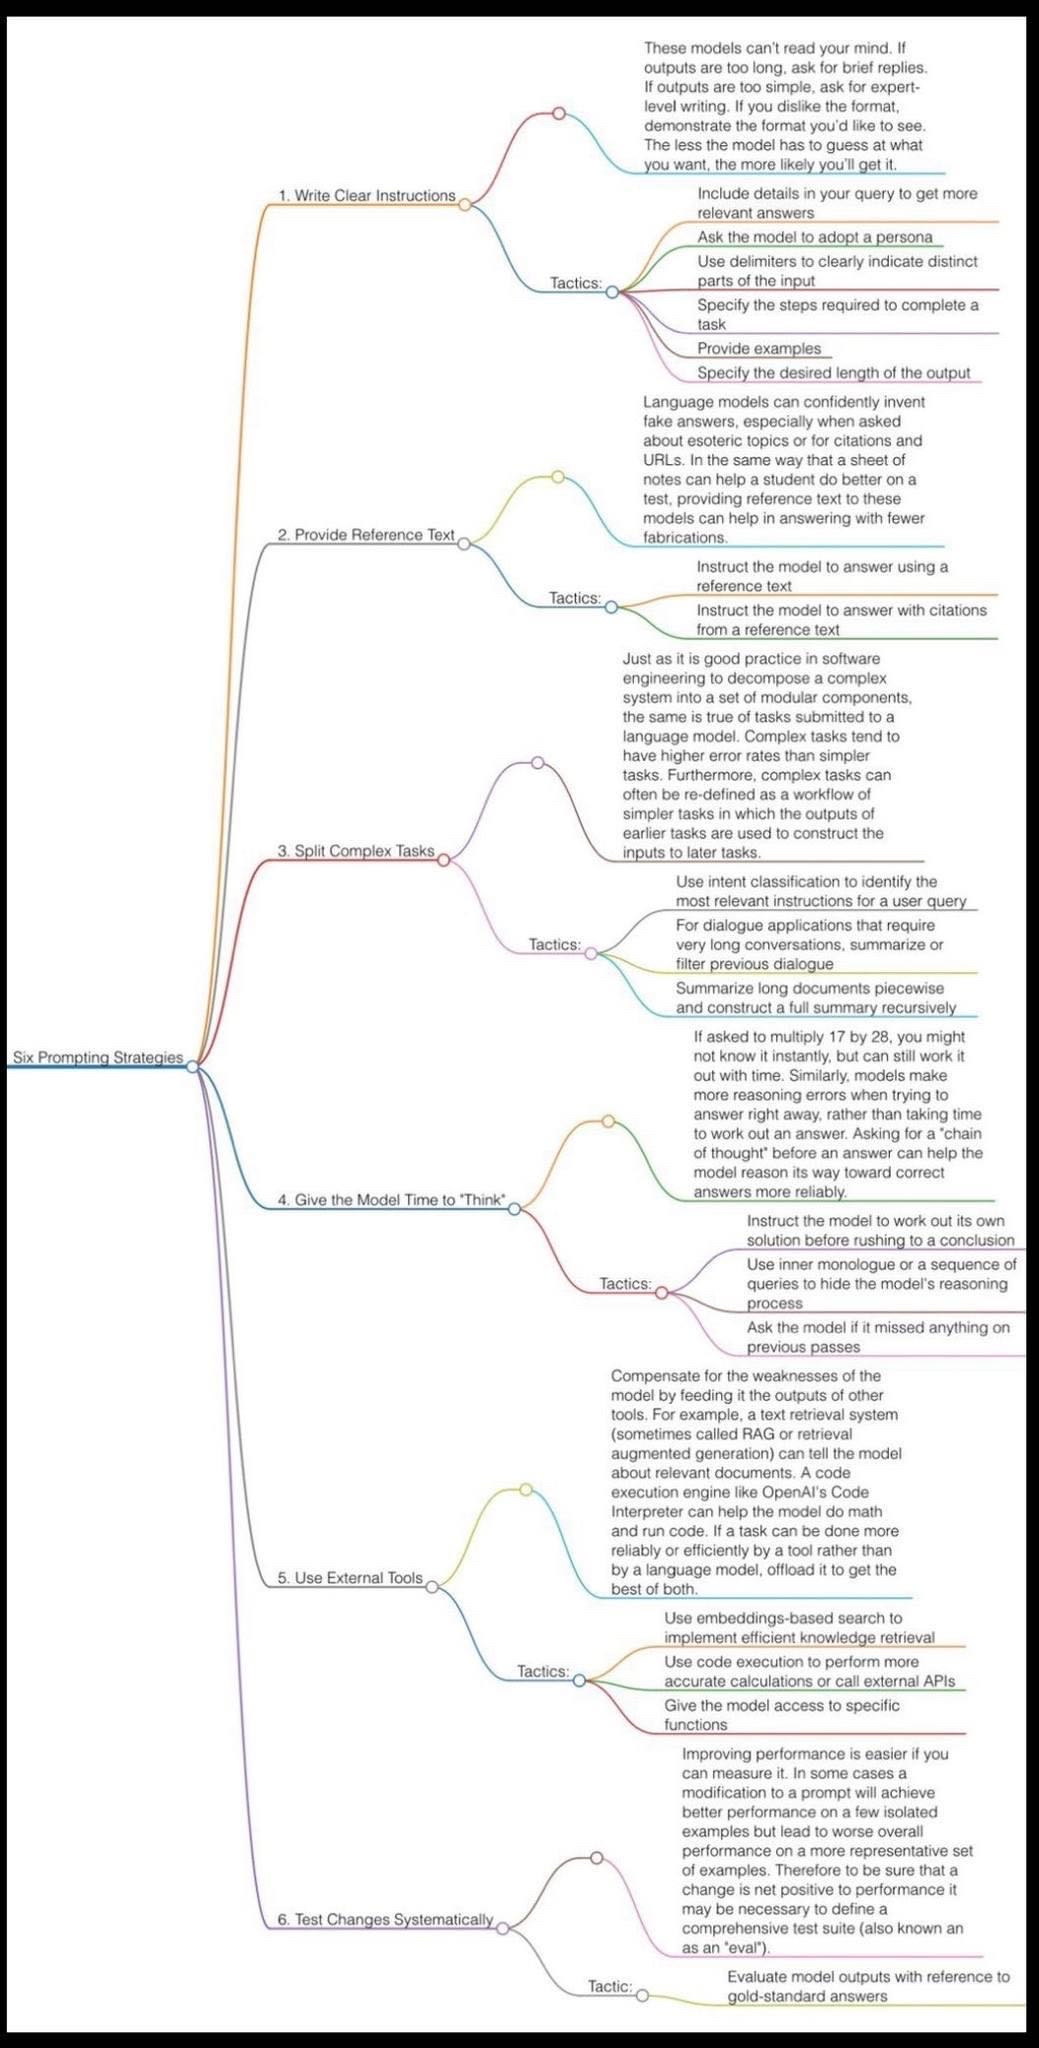 These models can't read your mind. If
outputs are too long, ask for brief replies.
If outputs are too simple, ask for expert-
level writing. If you dislike the format,
demonstrate the format you'd like to see.
The less the model has to guess at what
you want, the more likely you'll get it.
1. Write Clear Instructions
Include details in your query to get more
relevant answers
Ask the model to adopt a persona
Use delimiters to clearly indicate distinct
parts of the input
Tactics:
Specify the steps required to complete a
task
Provide examples
Specify the desired length of the output
Language models can confidently invent
fake answers, especially when asked
about esoteric topics or for citations and
URLs. In the same way that a sheet of
notes can help a student do better on a
test, providing reference text to these
models can help in answering with fewer
fabrications.
2. Provide Reference Text
Instruct the model to answer using a
reference text
Tactics:
Instruct the model to answer with citations
from a reference text
Just as it is good practice in software
engineering to decompose a complex
system into a set of modular components,
the same is true of tasks submitted to a
language model. Complex tasks tend to
have higher error rates than simpler
tasks. Furthermore, complex tasks can
often be re-defined as a workflow of
simpler tasks in which the outputs of
earlier tasks are used to construct the
inputs to later tasks.
3. Split Complex Tasks
Use intent classification to identify the
most relevant instructions for a user query
Tactics:
For dialogue applications that require
very long conversations, summarize or
filter previous dialogue
Summarize long documents piecewise
and construct a full summary recursively
Six Prompting Strategies
If asked to multiply 17 by 28, you might
not know it instantly, but can still work it
out with time. Similarly, models make
more reasoning errors when trying to
answer right away, rather than taking time
to work out an answer. Asking for a "chain
of thought" before an answer can help the
model reason its way toward correct
answers more reliably.
4. Give the Model Time to "Think"
Instruct the model to work out its own
solution before rushing to a conclusion
Tactics:
Use inner monologue or a sequence of
queries to hide the model's reasoning
process
Ask the model if it missed anything on
previous passes
Compensate for the weaknesses of the
model by feeding it the outputs of other
tools. For example, a text retrieval system
(sometimes called RAG or retrieval
augmented generation) can tell the model
about relevant documents. A code
execution engine like OpenAI's Code
Interpreter can help the model do math
and run code. If a task can be done more
reliably or efficiently by a tool rather than
by a language model, offload it to get the
best of both.
5. Use External Tools
Use embeddings-based search to
implement efficient knowledge retrieval
Tactics:
Use code execution to perform more
accurate calculations or call external APIs
Give the model access to specific
functions
Improving performance is easier if you
can measure it. In some cases a
modification to a prompt will achieve
better performance on a few isolated
examples but lead to worse overall
performance on a more representative set
of examples. Therefore to be sure that a
change is net positive to performance it
may be necessary to define a
comprehensive test suite (also known an
as an "eval").
6. Test Changes Systematically
Tactic:
Evaluate model outputs with reference to
gold-standard answers